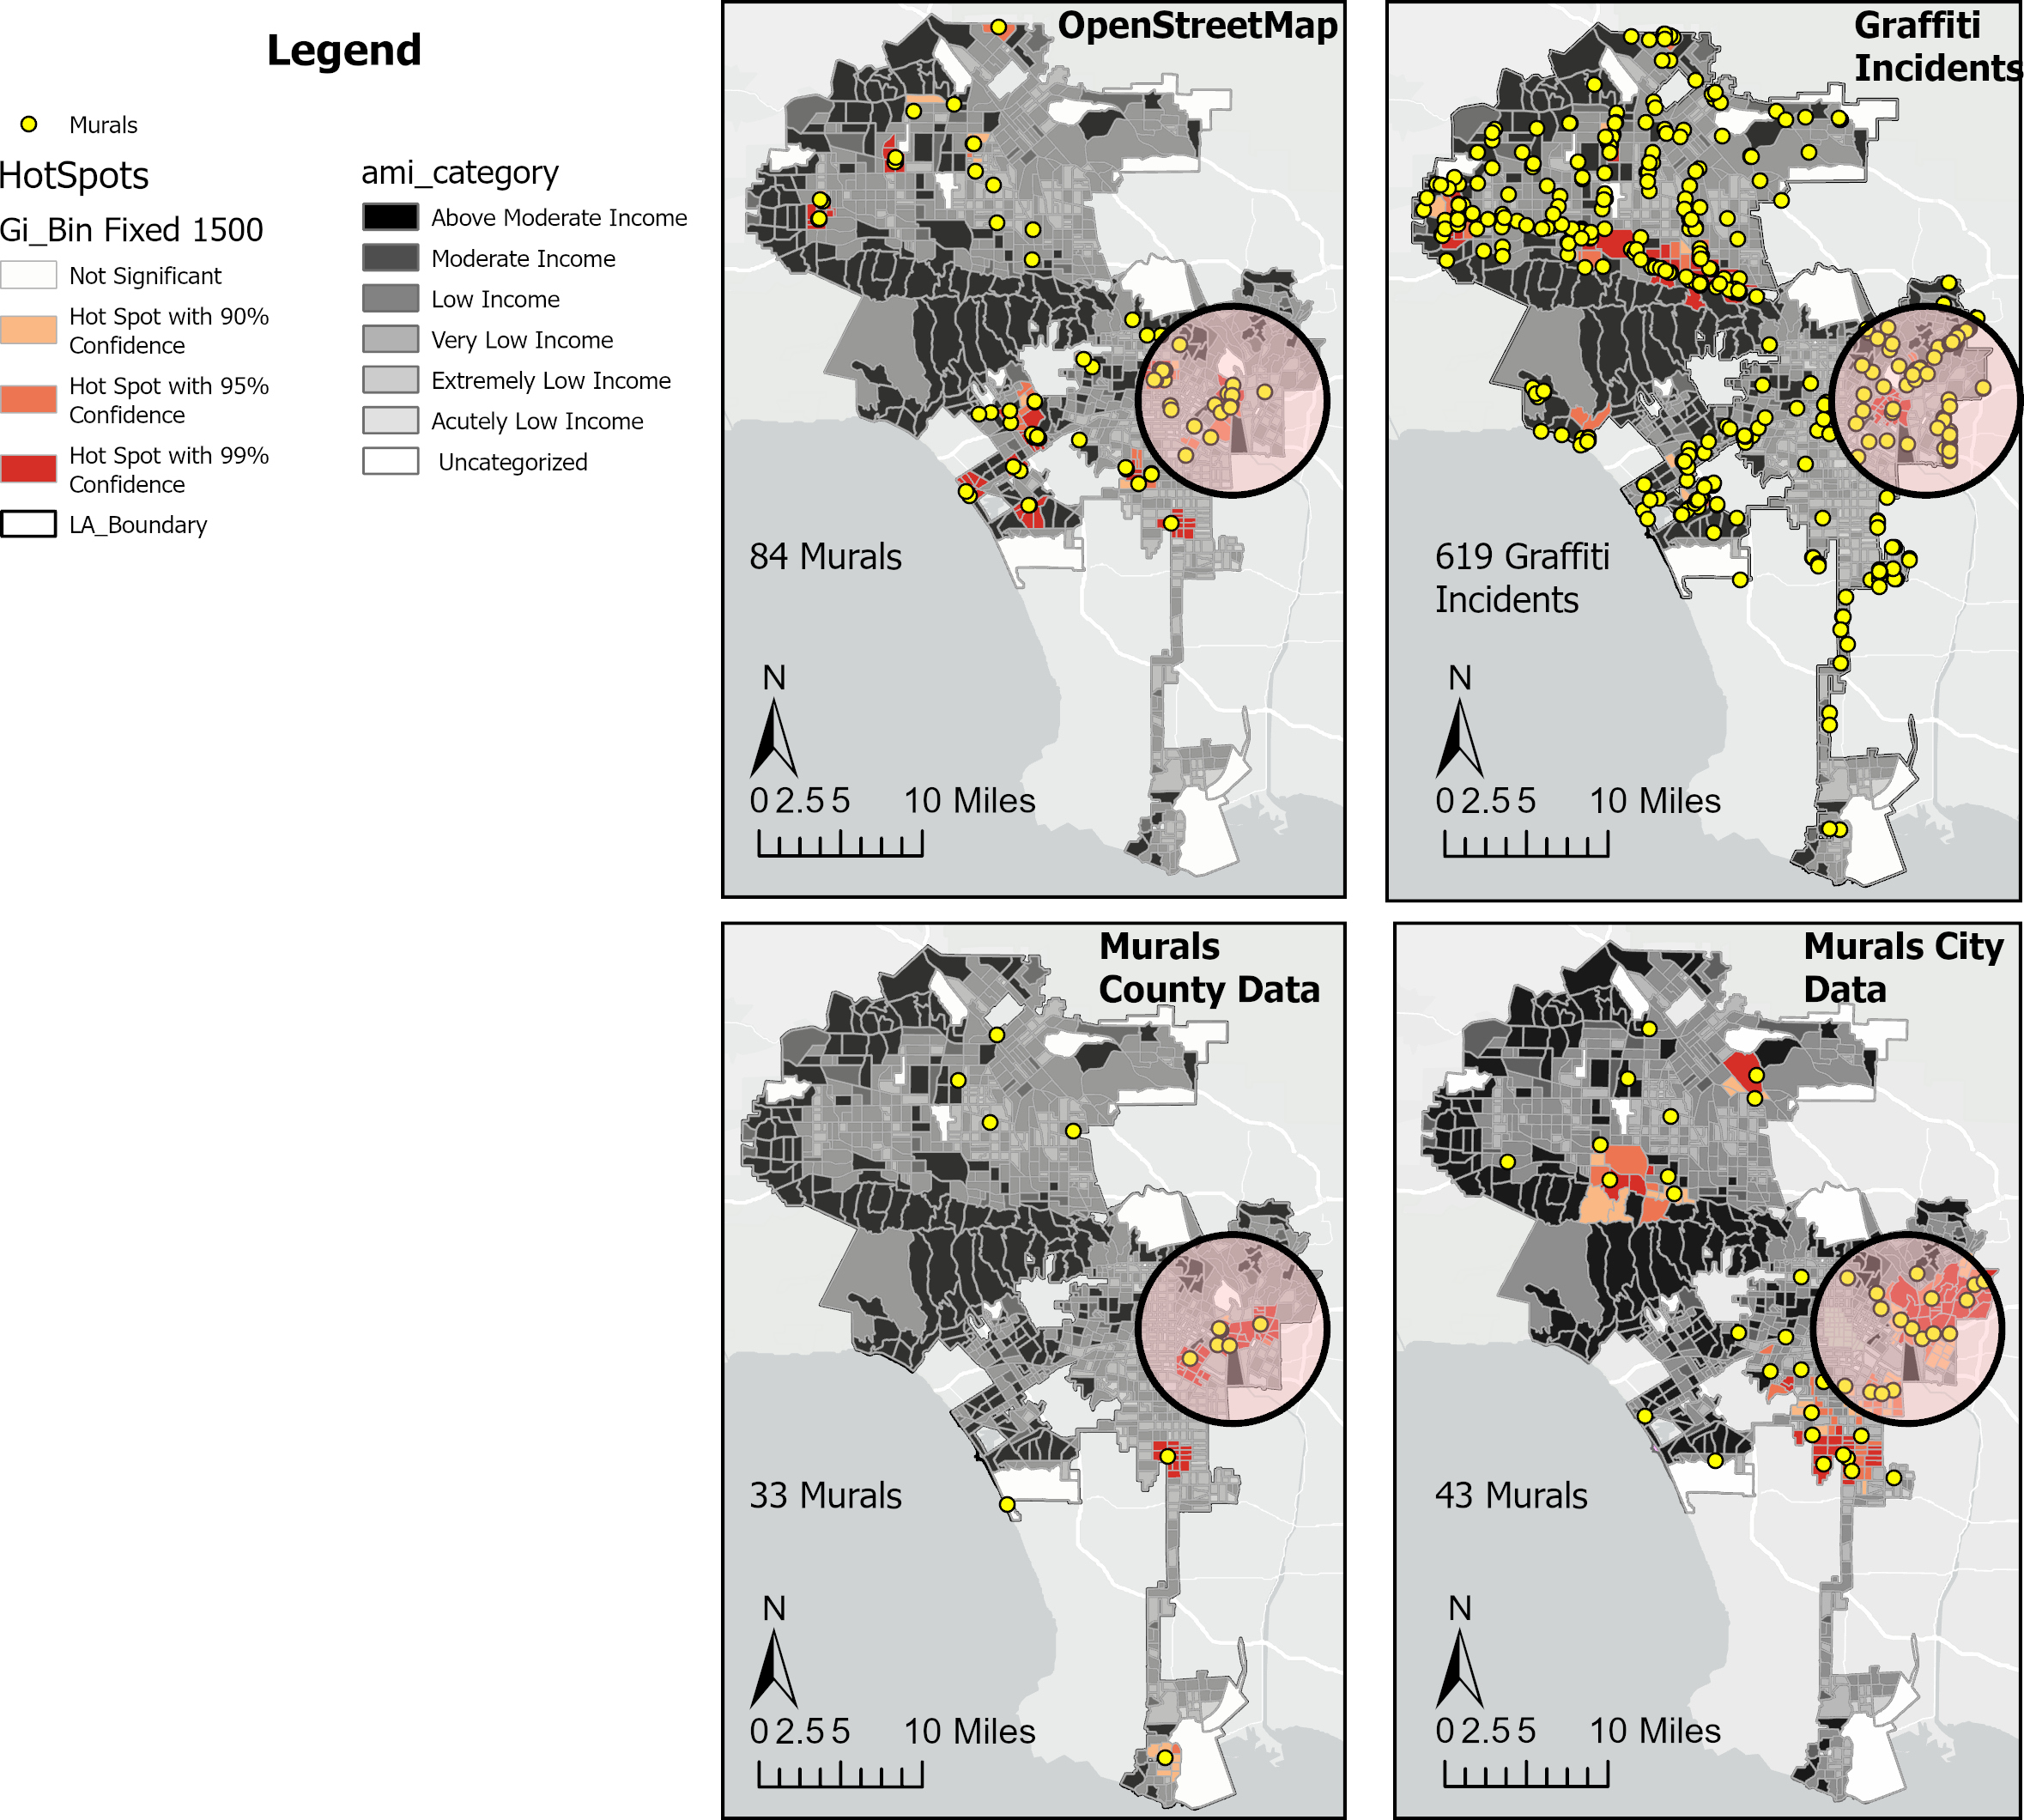 Legend
Murals
HotSpots
Gi_Bin Fixed 1500
Not Significant
Hot Spot with 90%
Confidence
Hot Spot with 95%
Confidence
Hot Spot with 99%
Confidence
LA_Boundary
ami_category
Above Moderate Income
Moderate Income
Low Income
Very Low Income
Extremely Low Income
Acutely Low Income
Uncategorized
OpenStreetMap
84 Murals
N
0 2.5 5 10 Miles
Graffiti
Incidents
619 Graffiti
Incidents
N
0 2.5 5 10 Miles
Murals
County Data
33 Murals
N
0 2.5 5 10 Miles
Murals City
Data
43 Murals
N
0 2.5 5 10 Miles